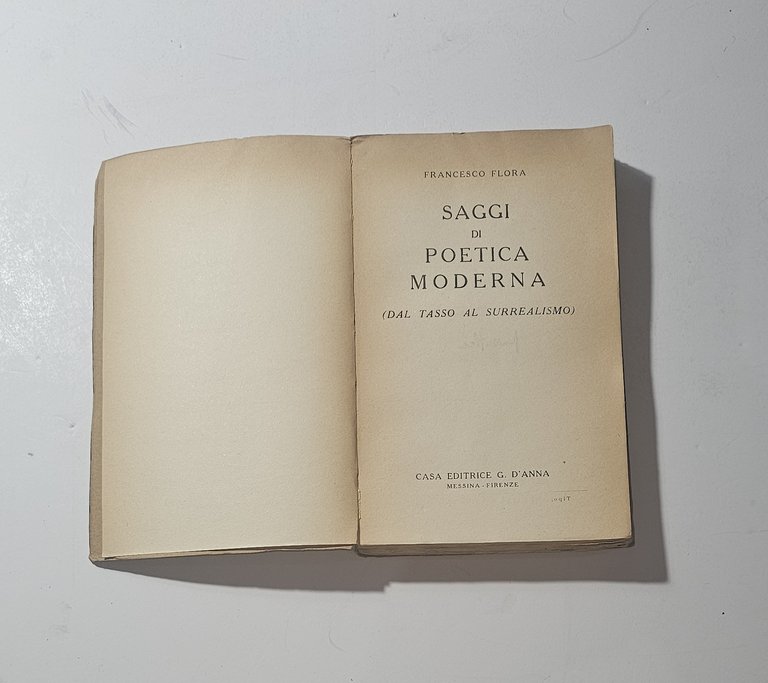 FRANCESCO FLORA
SAGGI
DI
POETICA
MODERNA
(DAL TASSO AL SURREALISMO)
CASA EDITRICE G. D'ANNA
MESSINA - FIRENZE